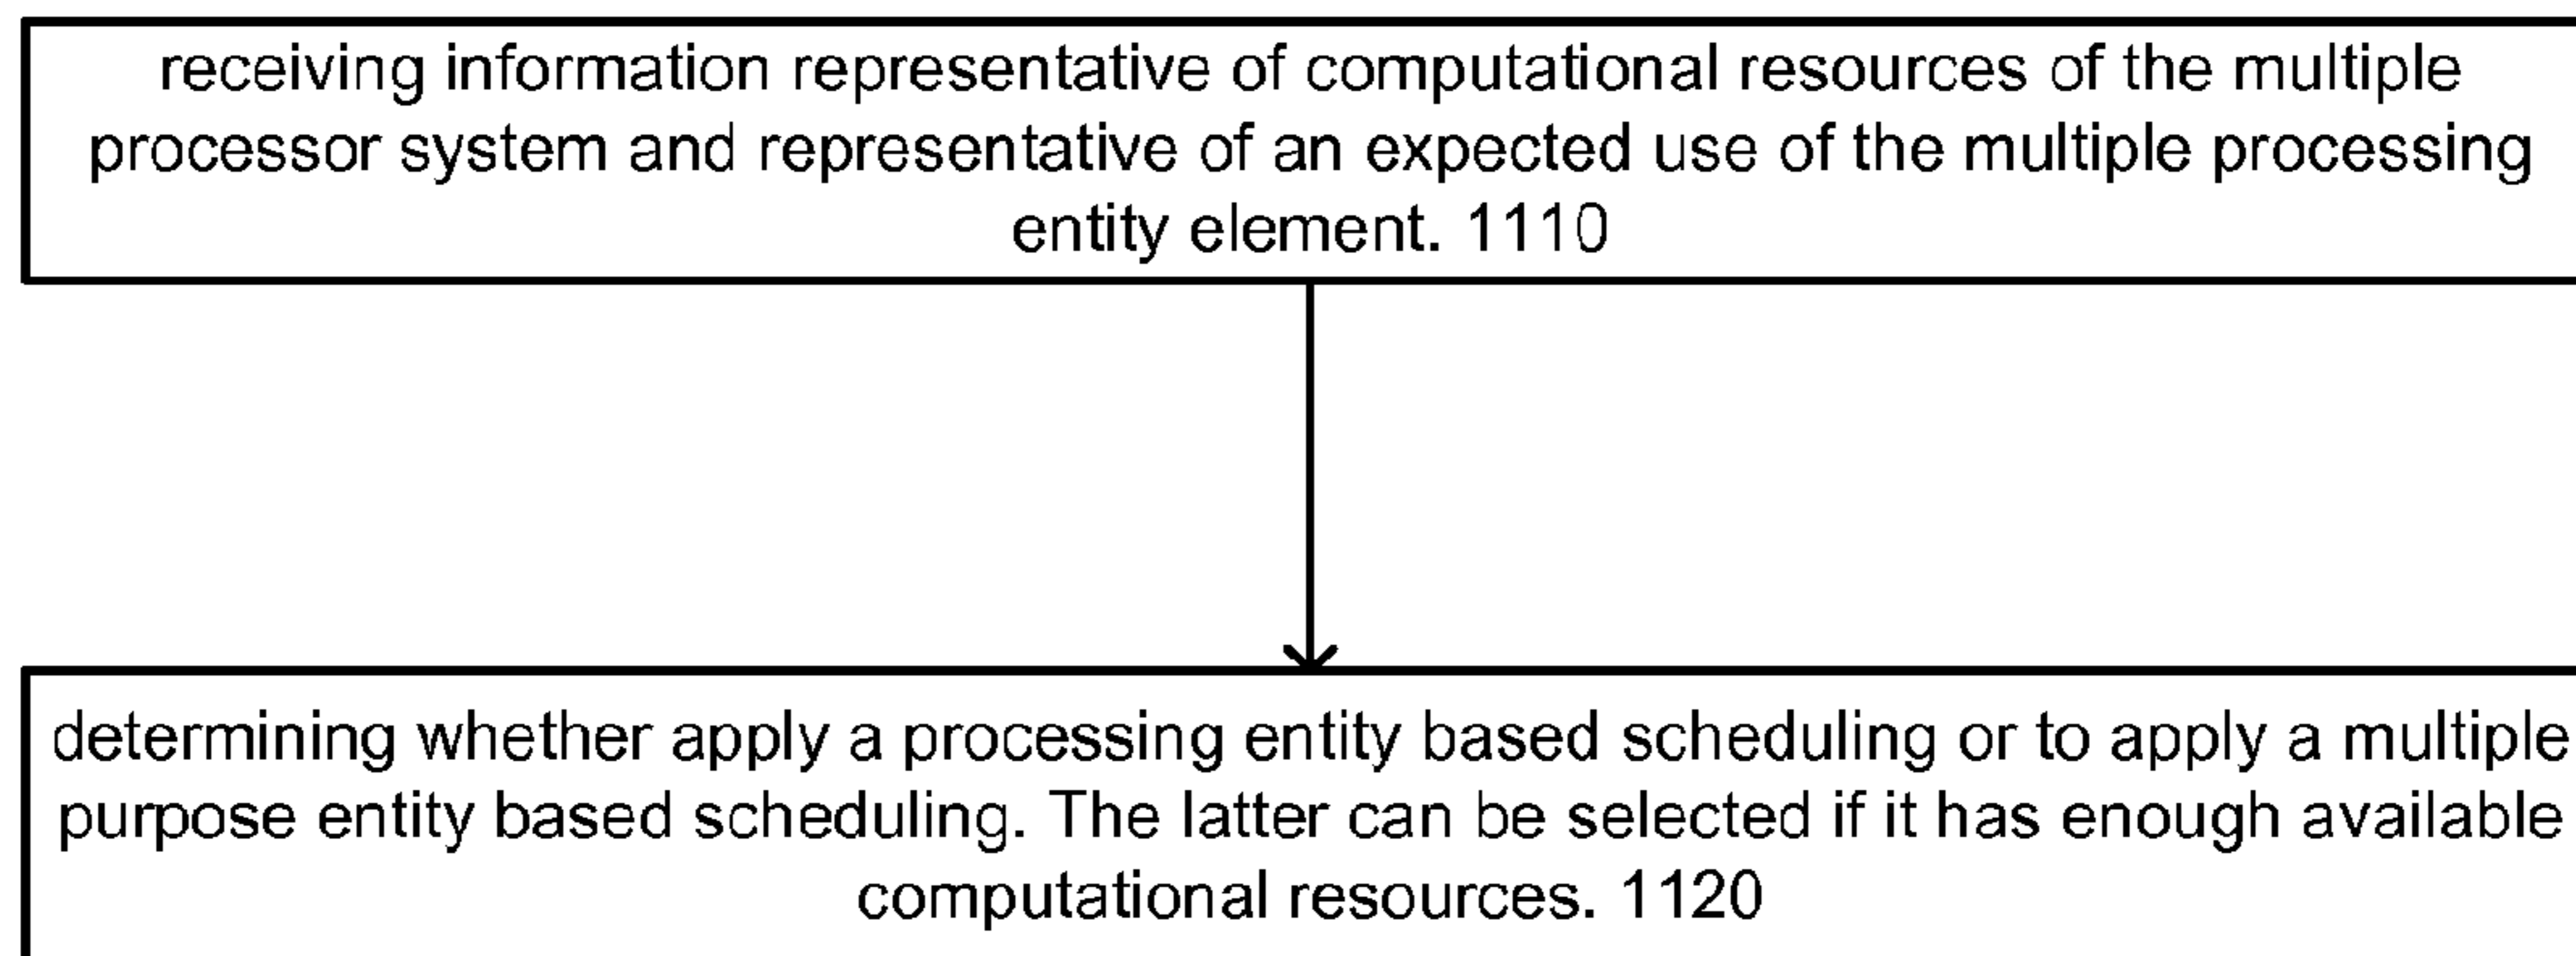 receiving information representative of computational resources of the multiple
processor system and representative of an expected use of the multiple processing
entity element. 1110
determining whether apply a processing entity based scheduling or to apply a multiple
purpose entity based scheduling. The latter can be selected if it has enough available
computational resources. 1120